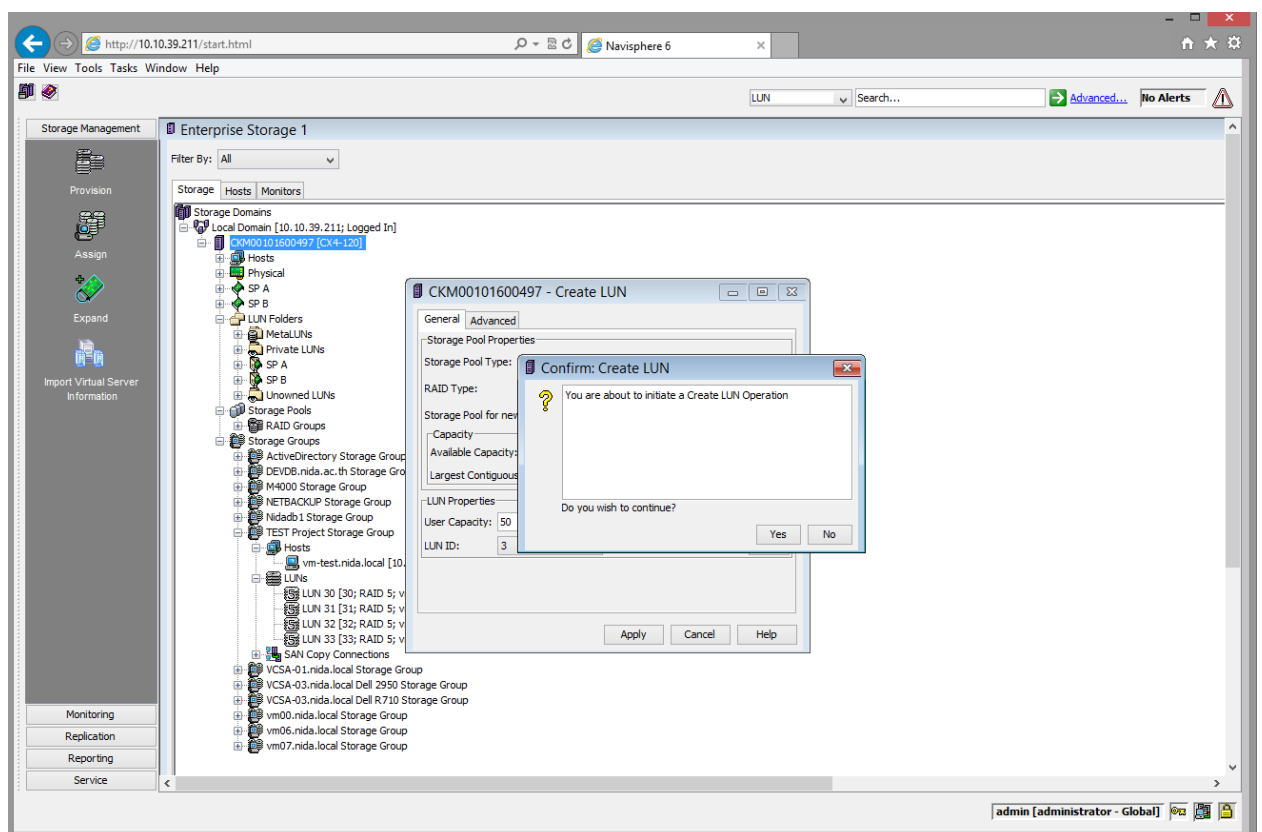 http://10.10.39.211/start.html
Navisphere 6
File View Tools Tasks Window Help
LUN
Search...
Advanced...
No Alerts
Storage Management
Provision
Assign
Expand
Import Virtual Server
Information
Monitoring
Replication
Reporting
Service
Enterprise Storage 1
Filter By: All
Storage Hosts Monitors
Storage Domains
Local Domain [10.10.39.211; Logged In]
CKM00101600497 [CX4-120]
Hosts
Physical
SP A
SP B
LUN Folders
MetaLUNs
Private LUNs
SP A
SP B
Unowned LUNs
Storage Pools
RAID Groups
Storage Groups
ActiveDirectory Storage Group
DEVDB.nida.ac.th Storage Gro
M4000 Storage Group
NETBACKUP Storage Group
Nidadb1 Storage Group
TEST Project Storage Group
Hosts
vm-test.nida.local [10.
LUNs
LUN 30 [30; RAID 5; v
LUN 31 [31; RAID 5; v
LUN 32 [32; RAID 5; v
LUN 33 [33; RAID 5; v
SAN Copy Connections
VCSA-01.nida.local Storage Group
VCSA-03.nida.local Dell 2950 Storage Group
VCSA-03.nida.local Dell R710 Storage Group
vm00.nida.local Storage Group
vm06.nida.local Storage Group
vm07.nida.local Storage Group
CKM00101600497 - Create LUN
General Advanced
Storage Pool Properties
Storage Pool Type:
RAID Type:
Storage Pool for new
Capacity
Available Capacity:
Largest Contiguous
LUN Properties
User Capacity: 50
LUN ID: 3
Apply Cancel Help
Confirm: Create LUN
You are about to initiate a Create LUN Operation
Do you wish to continue?
Yes No
admin [administrator - Global]